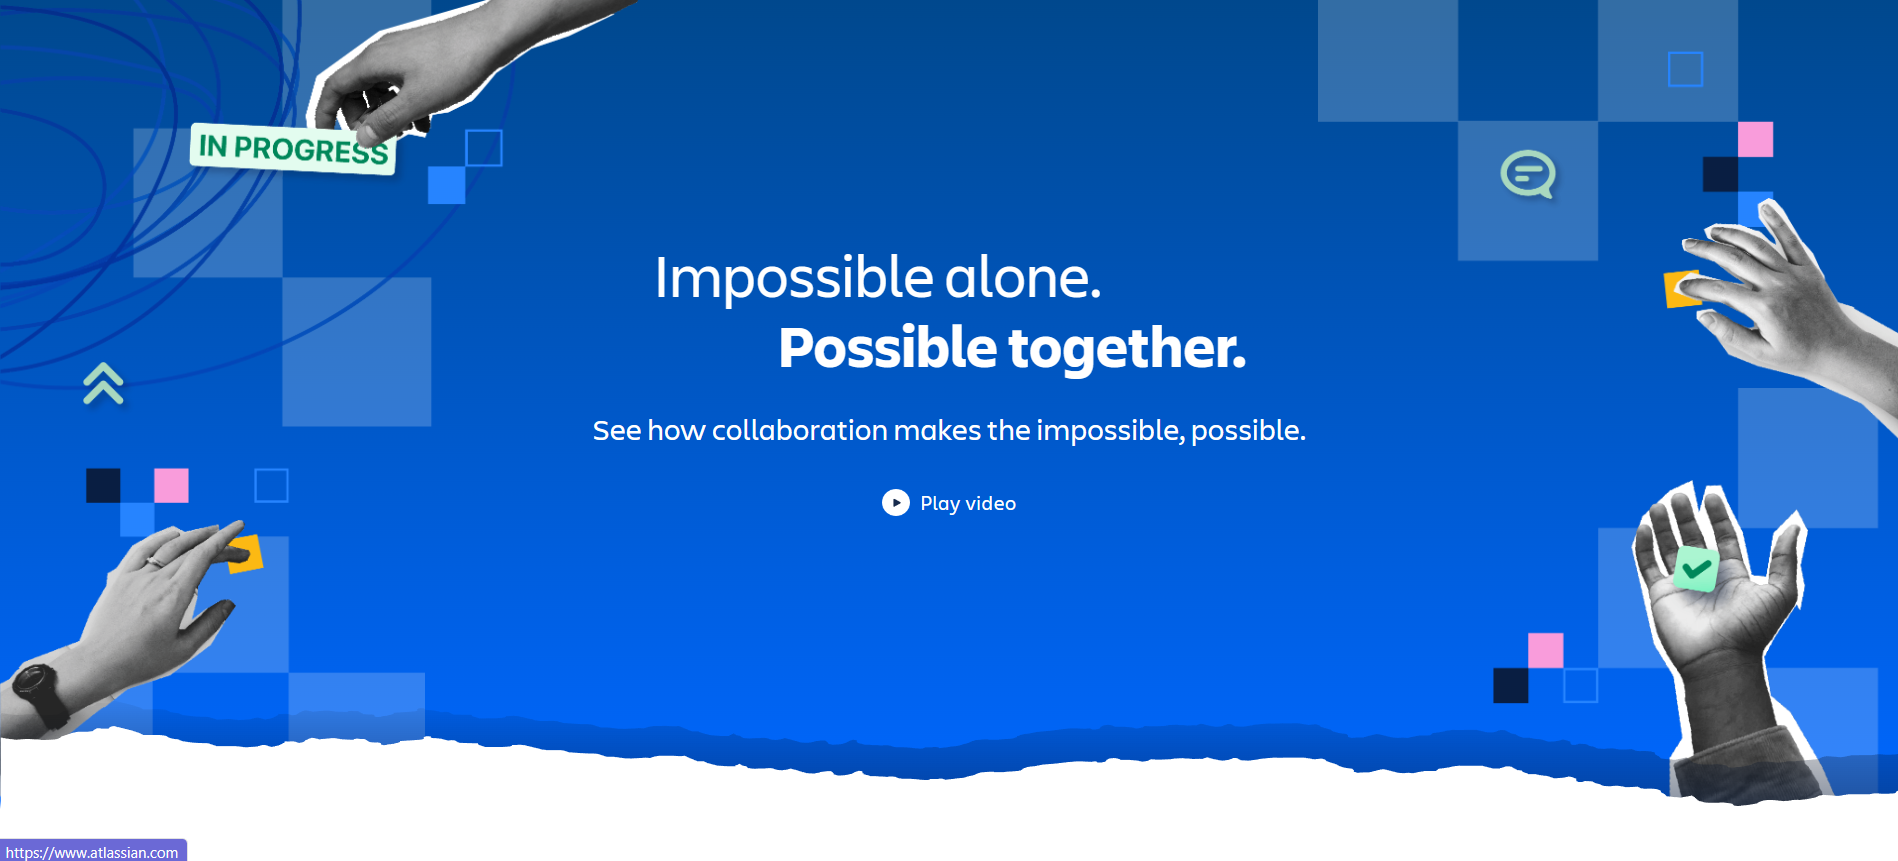 IN PROGRESS
Impossible alone.
Possible together.
See how collaboration makes the impossible, possible.
Play video
https://www.atlassian.com